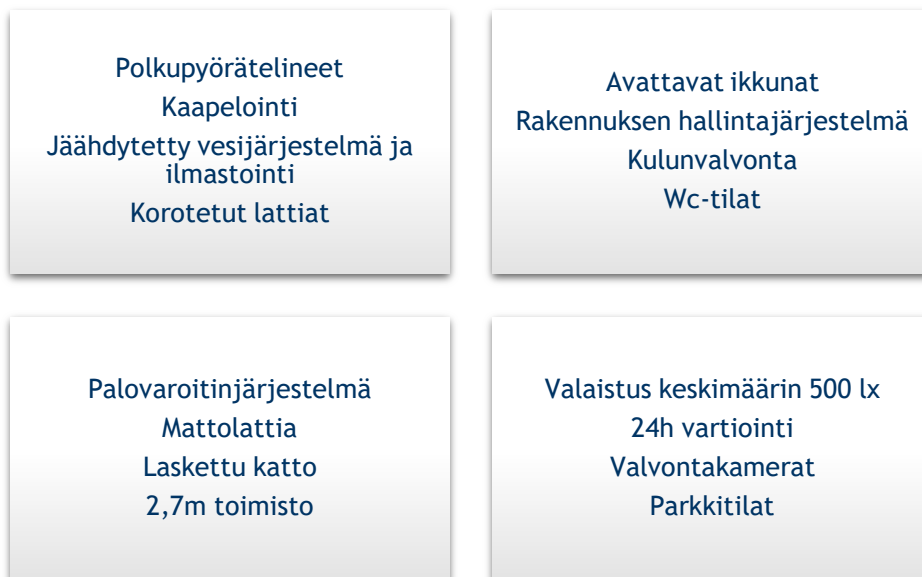 Polkupyörätelineet
Kaapelointi
Jäähdytetty vesijärjestelmä ja
ilmastointi
Korotetut lattiat
Avattavat ikkunat
Rakennuksen hallintajärjestelmä
Kulunvalvonta
Wc-tilat
Palovaroitinjärjestelmä
Mattolattia
Laskettu katto
2,7m toimisto
Valaistus keskimäärin 500 lx
24h vartiointi
Valvontakamerat
Parkkitilat